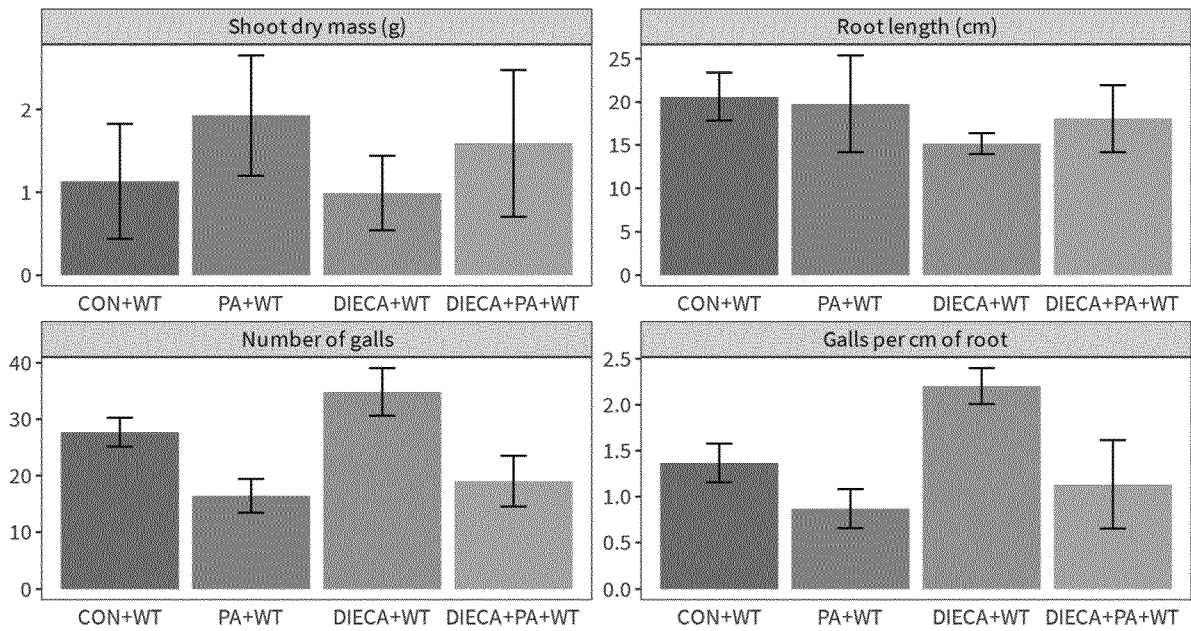 Shoot dry mass (g)
2
1
0
CON+WT PA+WT DIECA+WT DIECA+PA+WT
Root length (cm)
25
20
15
10
5
0
CON+WT PA+WT DIECA+WT DIECA+PA+WT
Number of galls
40
30
20
10
0
CON+WT PA+WT DIECA+WT DIECA+PA+WT
Galls per cm of root
2.5
2.0
1.5
1.0
0.5
0.0
CON+WT PA+WT DIECA+WT DIECA+PA+WT